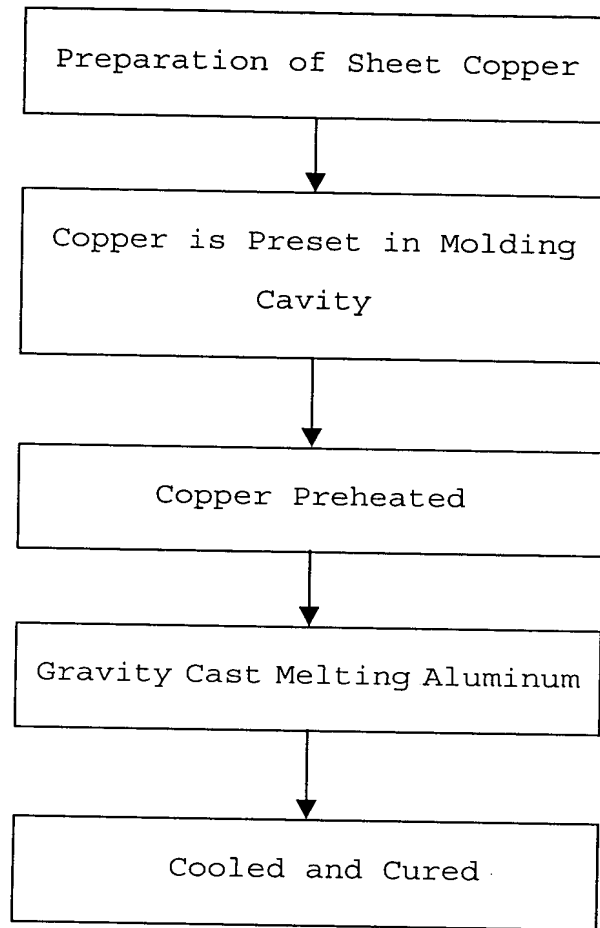 Preparation of Sheet Copper
Copper is Preset in Molding
Cavity
Copper Preheated
Gravity Cast Melting Aluminum
Cooled and Cured